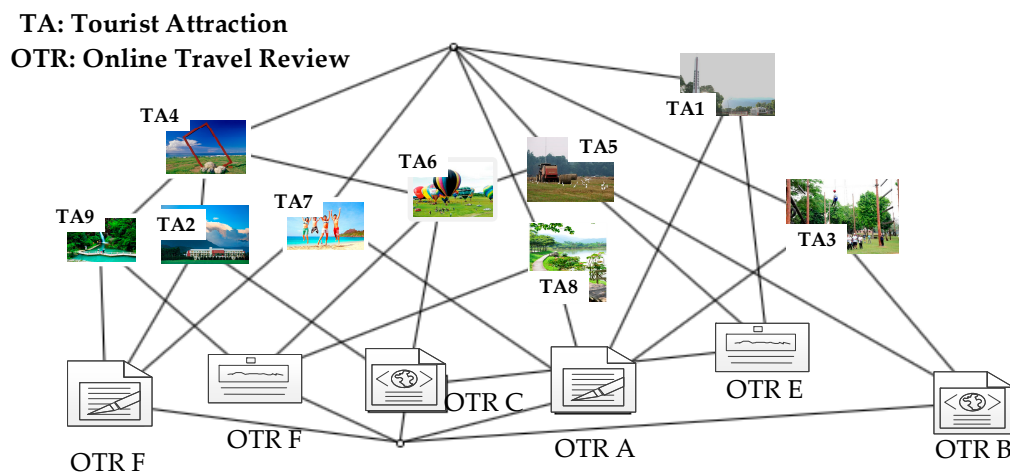 TA: Tourist Attraction
OTR: Online Travel Review
TA1
TA4
TA5
TA6
TA7
TA9
TA2
TA3
TA8
OTR E
OTR C
OTR F
OTR A
OTR B
OTR F